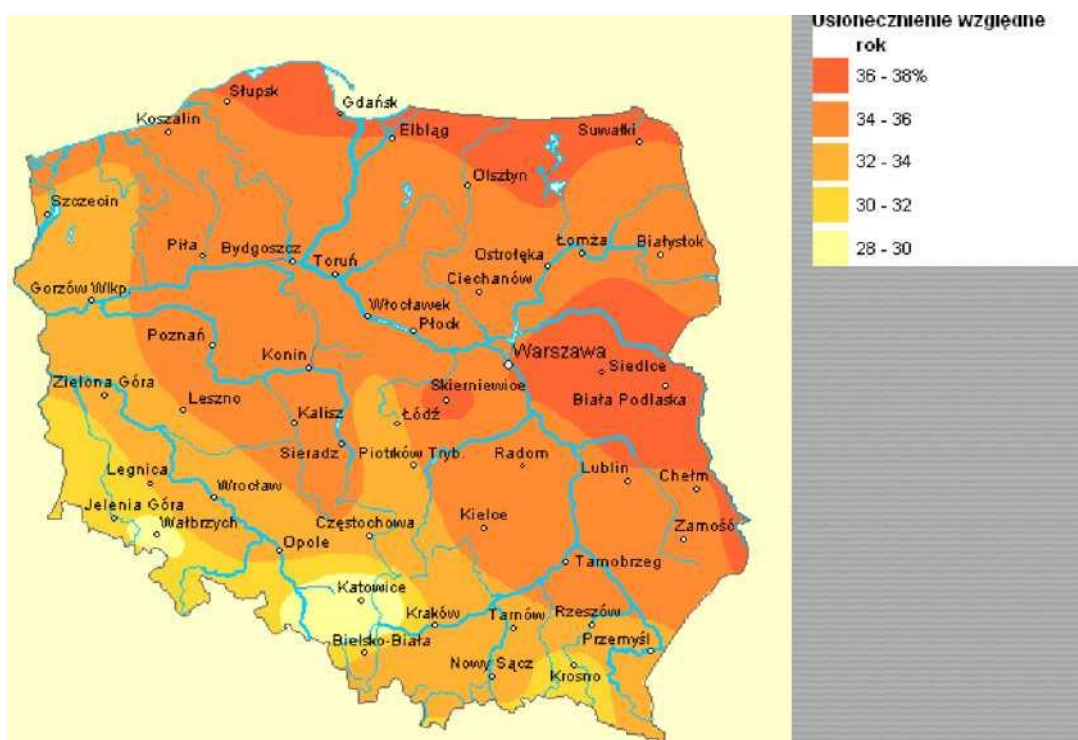 Usłonecznienie względne
rok
36 - 38%
34 - 36
32 - 34
30 - 32
28 - 30
Słupsk
Gdańsk
Koszalin
Elbląg
Suwałki
Olsztyn
Szczecin
Piła
Bydgoszcz
Toruń
Ostrołęka
Łomża
Białystok
Ciechanów
Gorzów Wlkp.
Włocławek
Płock
Poznań
Konin
Warszawa
Siedlce
Skierniewice
Zielona Góra
Leszno
Kalisz
Łódź
Biała Podlaska
Sieradz
Piotrków Tryb.
Radom
Lublin
Chełm
Legnica
Wrocław
Jelenia Góra
Wałbrzych
Częstochowa
Kielce
Zamość
Opole
Tarnobrzeg
Katowice
Kraków
Tarnów
Rzeszów
Bielsko-Biała
Przemyśl
Nowy Sącz
Krosno